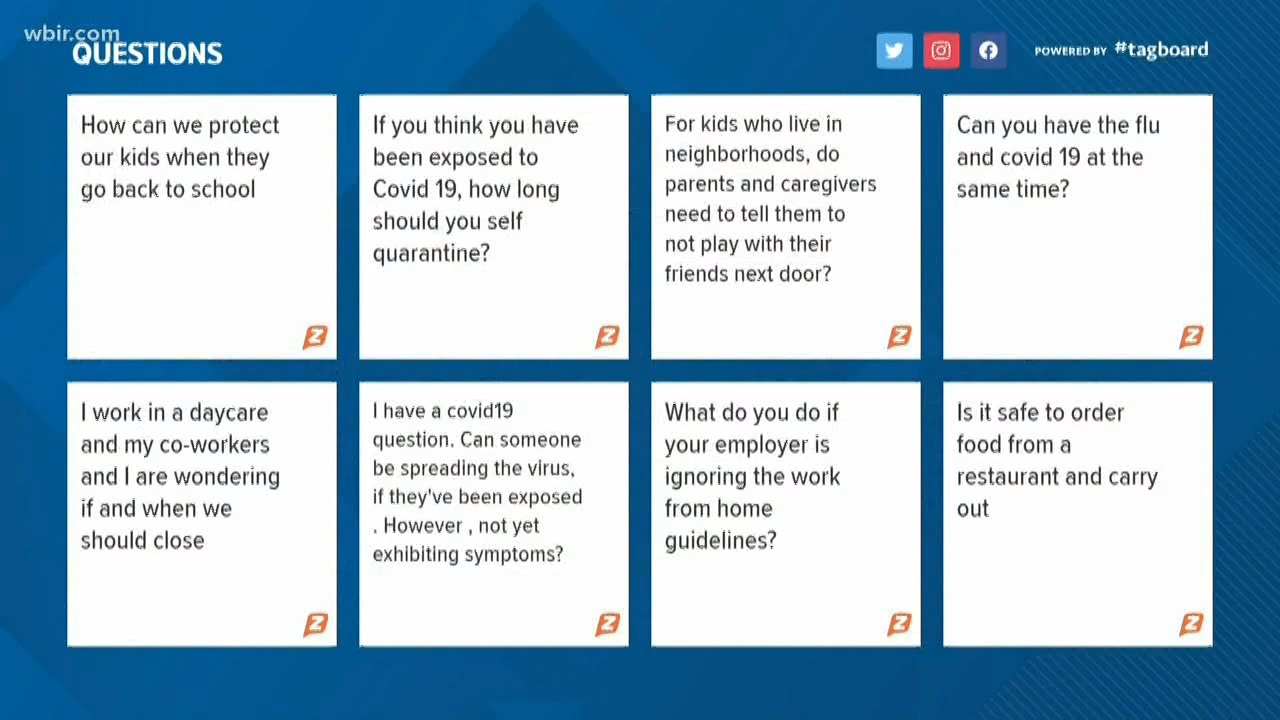 wbir.com
QUESTIONS
POWERED BY #tagboard
How can we protect
our kids when they
go back to school
If you think you have
been exposed to
Covid 19, how long
should you self
quarantine?
For kids who live in
neighborhoods, do
parents and caregivers
need to tell them to
not play with their
friends next door?
Can you have the flu
and covid 19 at the
same time?
I work in a daycare
and my co-workers
and I are wondering
if and when we
should close
I have a covid19
question. Can someone
be spreading the virus,
if they've been exposed
. However , not yet
exhibiting symptoms?
What do you do if
your employer is
ignoring the work
from home
guidelines?
Is it safe to order
food from a
restaurant and carry
out